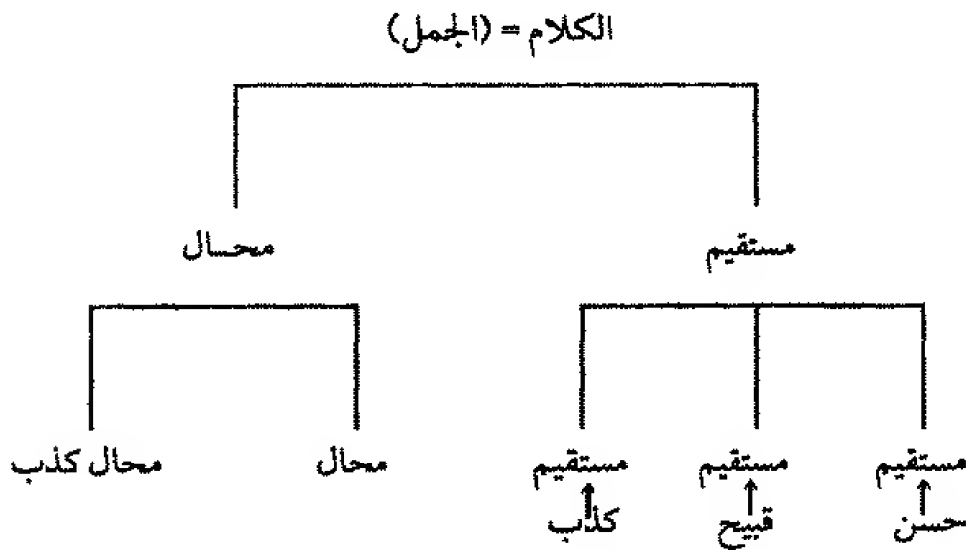 الكلام = (الجمل)
مستقيم محال
مستقيم مستقيم مستقيم محال محال كذب
حسن قبيح كذب